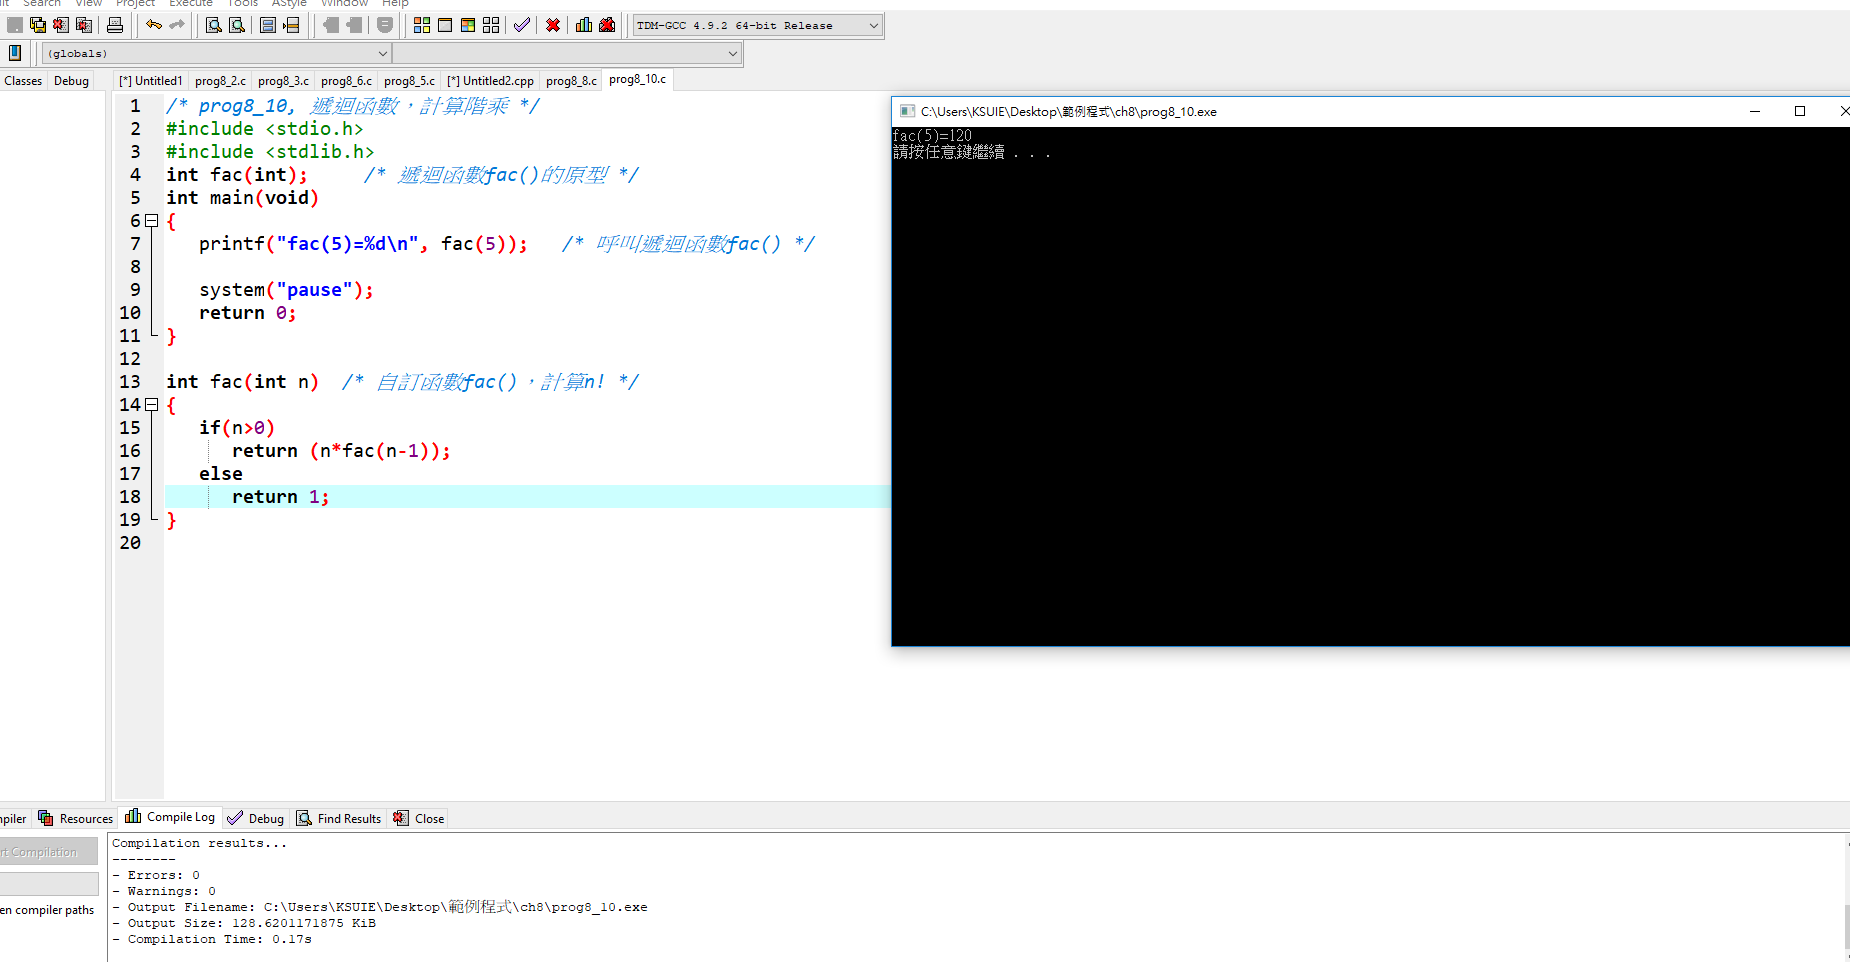 it Search View Project Execute Tools AStyle Window Help
TDM-GCC 4.9.2 64-bit Release
(globals)
Classes Debug [*] Untitled1 prog8_2.c prog8_3.c prog8_6.c prog8_5.c [*] Untitled2.cpp prog8_8.c prog8_10.c
1 /* prog8_10, 遞迴函數，計算階乘 */
2 #include <stdio.h>
3 #include <stdlib.h>
4 int fac(int);     /* 遞迴函數fac()的原型 */
5 int main(void)
6 {
7    printf("fac(5)=%d\n", fac(5));   /* 呼叫遞迴函數fac() */
8
9    system("pause");
10    return 0;
11 }
12
13 int fac(int n)  /* 自訂函數fac()，計算n! */
14 {
15    if(n>0)
16       return (n*fac(n-1));
17    else
18       return 1;
19 }
20
C:\Users\KSUIE\Desktop\範例程式\ch8\prog8_10.exe
fac(5)=120
請按任意鍵繼續 . . .
piler Resources Compile Log Debug Find Results Close
rt Compilation
en compiler paths
Compilation results...
--------
- Errors: 0
- Warnings: 0
- Output Filename: C:\Users\KSUIE\Desktop\範例程式\ch8\prog8_10.exe
- Output Size: 128.6201171875 KiB
- Compilation Time: 0.17s